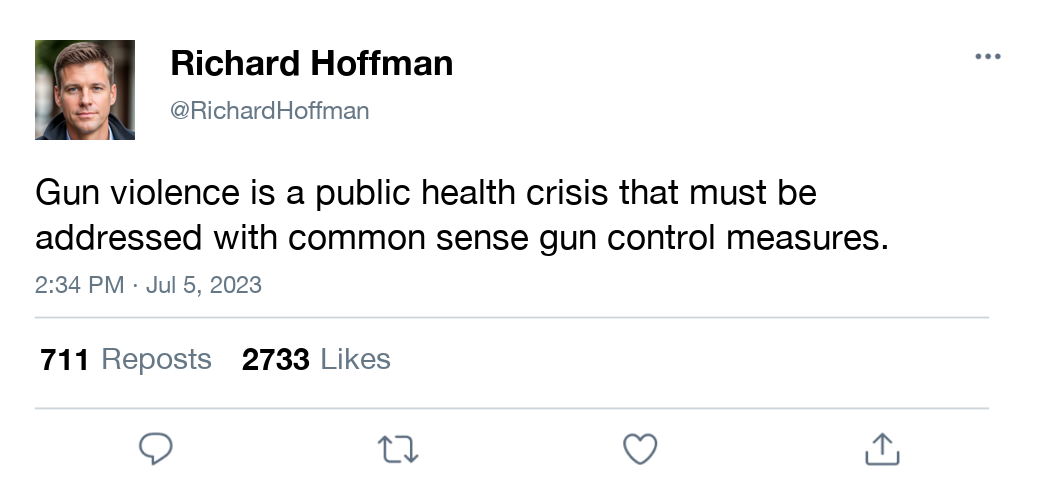 Richard Hoffman
@RichardHoffman
Gun violence is a public health crisis that must be
addressed with common sense gun control measures.
2:34 PM · Jul 5, 2023
711 Reposts 2733 Likes